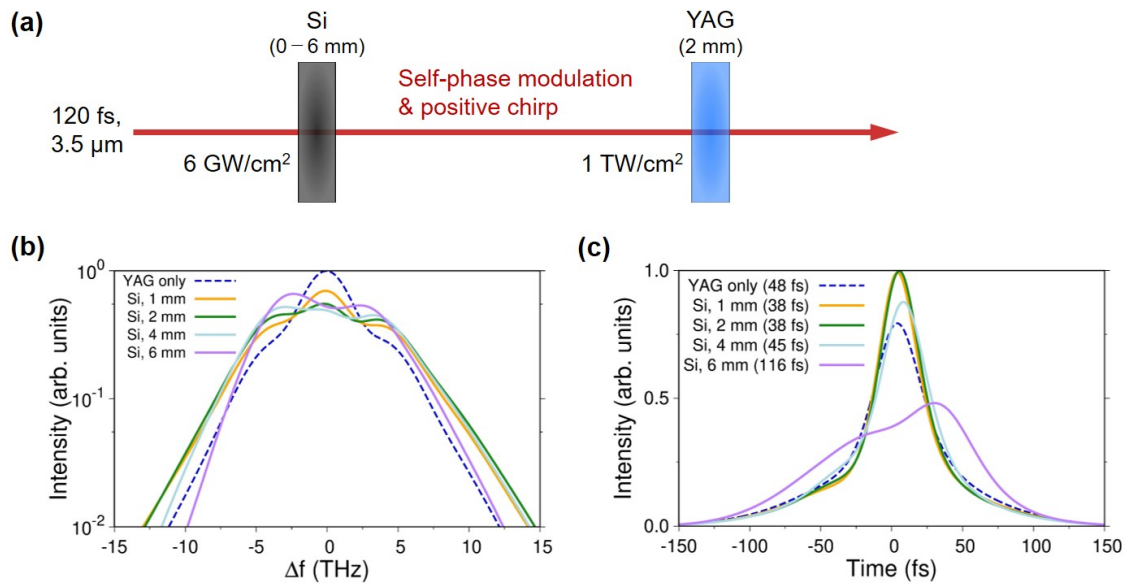 (a)
Si
(0–6 mm)
YAG
(2 mm)
Self-phase modulation
& positive chirp
120 fs,
3.5 µm
6 GW/cm²
1 TW/cm²
(b)
Intensity (arb. units)
10⁰
10⁻¹
10⁻²
YAG only
Si, 1 mm
Si, 2 mm
Si, 4 mm
Si, 6 mm
-15 -10 -5 0 5 10 15
Δf (THz)
(c)
Intensity (arb. units)
1.0
0.5
0.0
YAG only (48 fs)
Si, 1 mm (38 fs)
Si, 2 mm (38 fs)
Si, 4 mm (45 fs)
Si, 6 mm (116 fs)
-150 -100 -50 0 50 100 150
Time (fs)